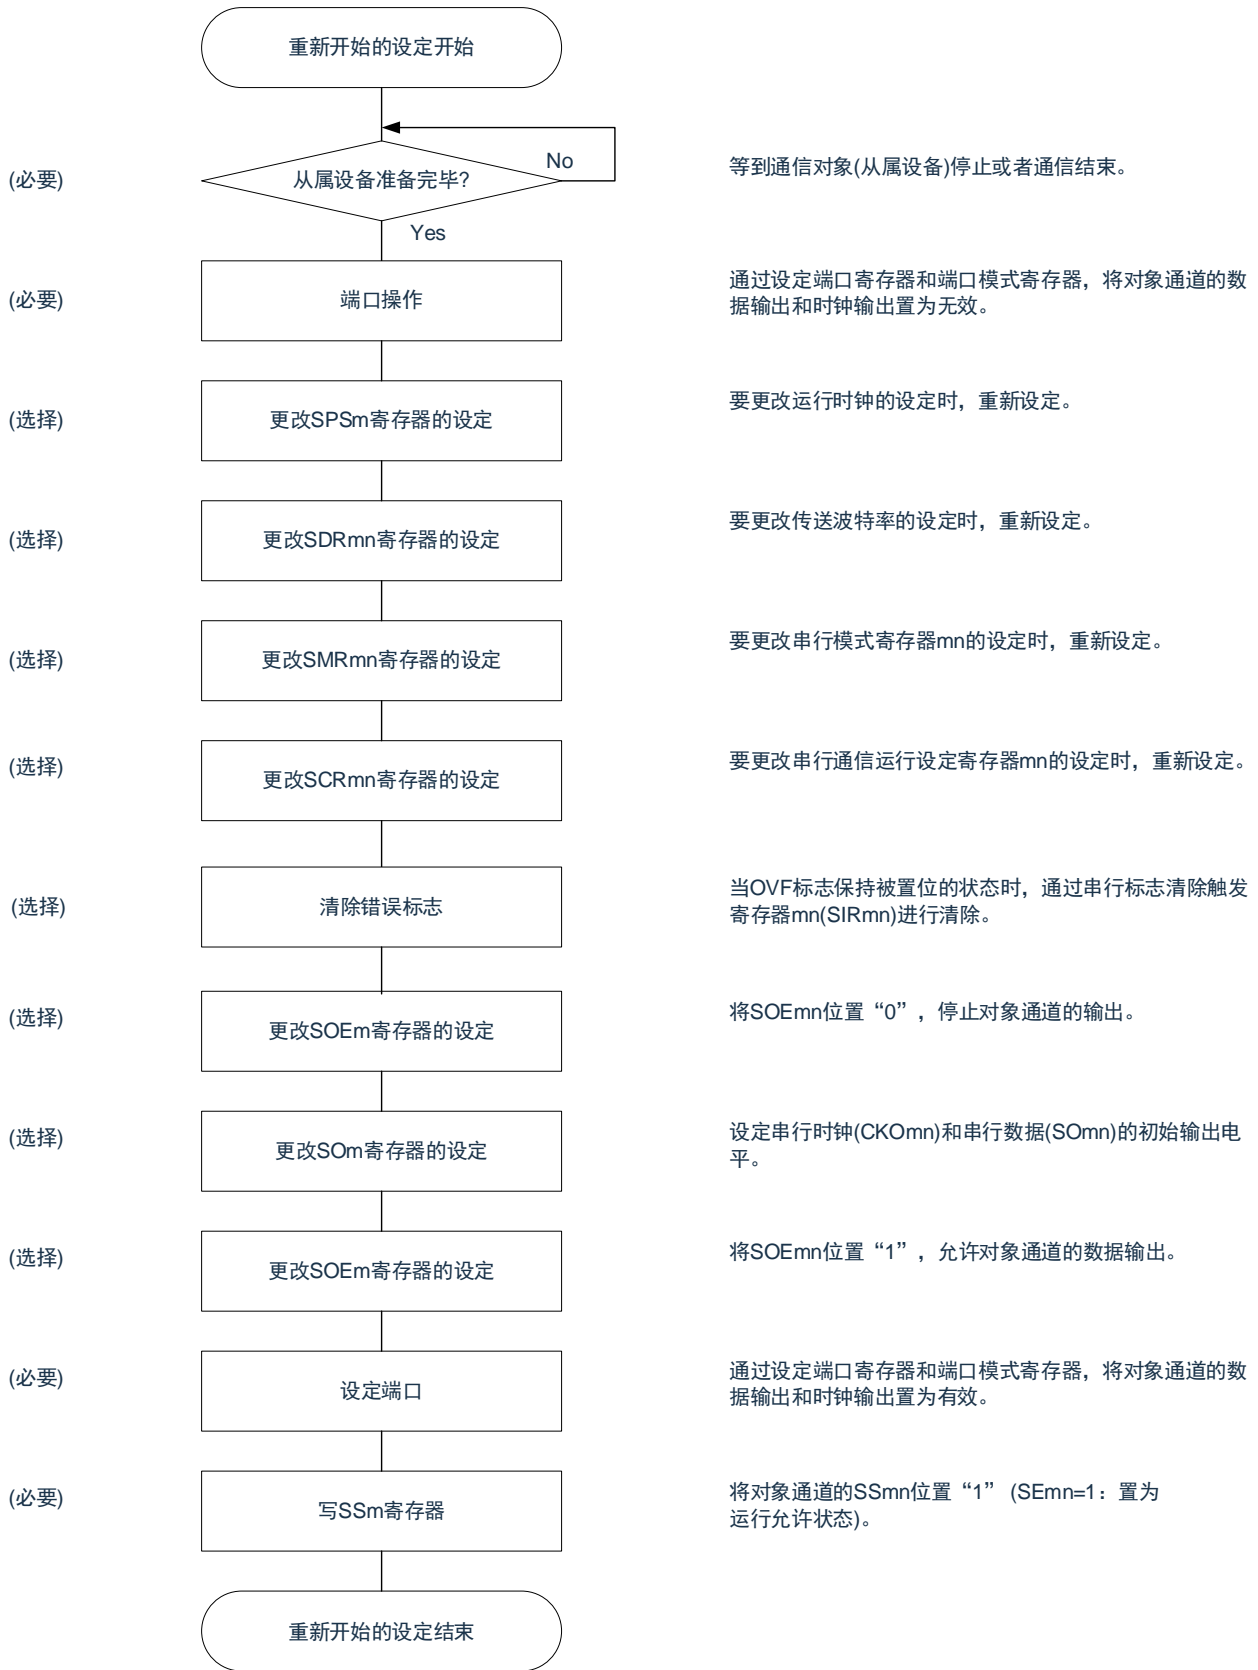 重新开始的设定开始
No
(必要)
从属设备准备完毕?
等到通信对象(从属设备)停止或者通信结束。
Yes
(必要)
端口操作
通过设定端口寄存器和端口模式寄存器，将对象通道的数
据输出和时钟输出置为无效。
(选择)
更改SPSm寄存器的设定
要更改运行时钟的设定时，重新设定。
(选择)
更改SDRmn寄存器的设定
要更改传送波特率的设定时，重新设定。
(选择)
更改SMRmn寄存器的设定
要更改串行模式寄存器mn的设定时，重新设定。
(选择)
更改SCRmn寄存器的设定
要更改串行通信运行设定寄存器mn的设定时，重新设定。
(选择)
清除错误标志
当OVF标志保持被置位的状态时，通过串行标志清除触发
寄存器mn(SIRmn)进行清除。
(选择)
更改SOEm寄存器的设定
将SOEmn位置“0”，停止对象通道的输出。
(选择)
更改SOm寄存器的设定
设定串行时钟(CKOmn)和串行数据(SOmn)的初始输出电
平。
(选择)
更改SOEm寄存器的设定
将SOEmn位置“1”，允许对象通道的数据输出。
(必要)
设定端口
通过设定端口寄存器和端口模式寄存器，将对象通道的数
据输出和时钟输出置为有效。
(必要)
写SSm寄存器
将对象通道的SSmn位置“1” (SEmn=1：置为
运行允许状态)。
重新开始的设定结束